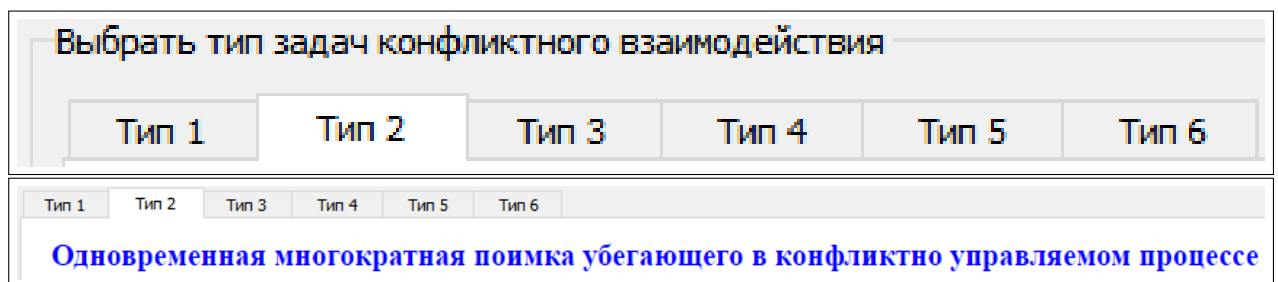 Выбрать тип задач конфликтного взаимодействия
Тип 1 Тип 2 Тип 3 Тип 4 Тип 5 Тип 6
Тип 1 Тип 2 Тип 3 Тип 4 Тип 5 Тип 6
Одновременная многократная поимка убегающего в конфликтно управляемом процессе